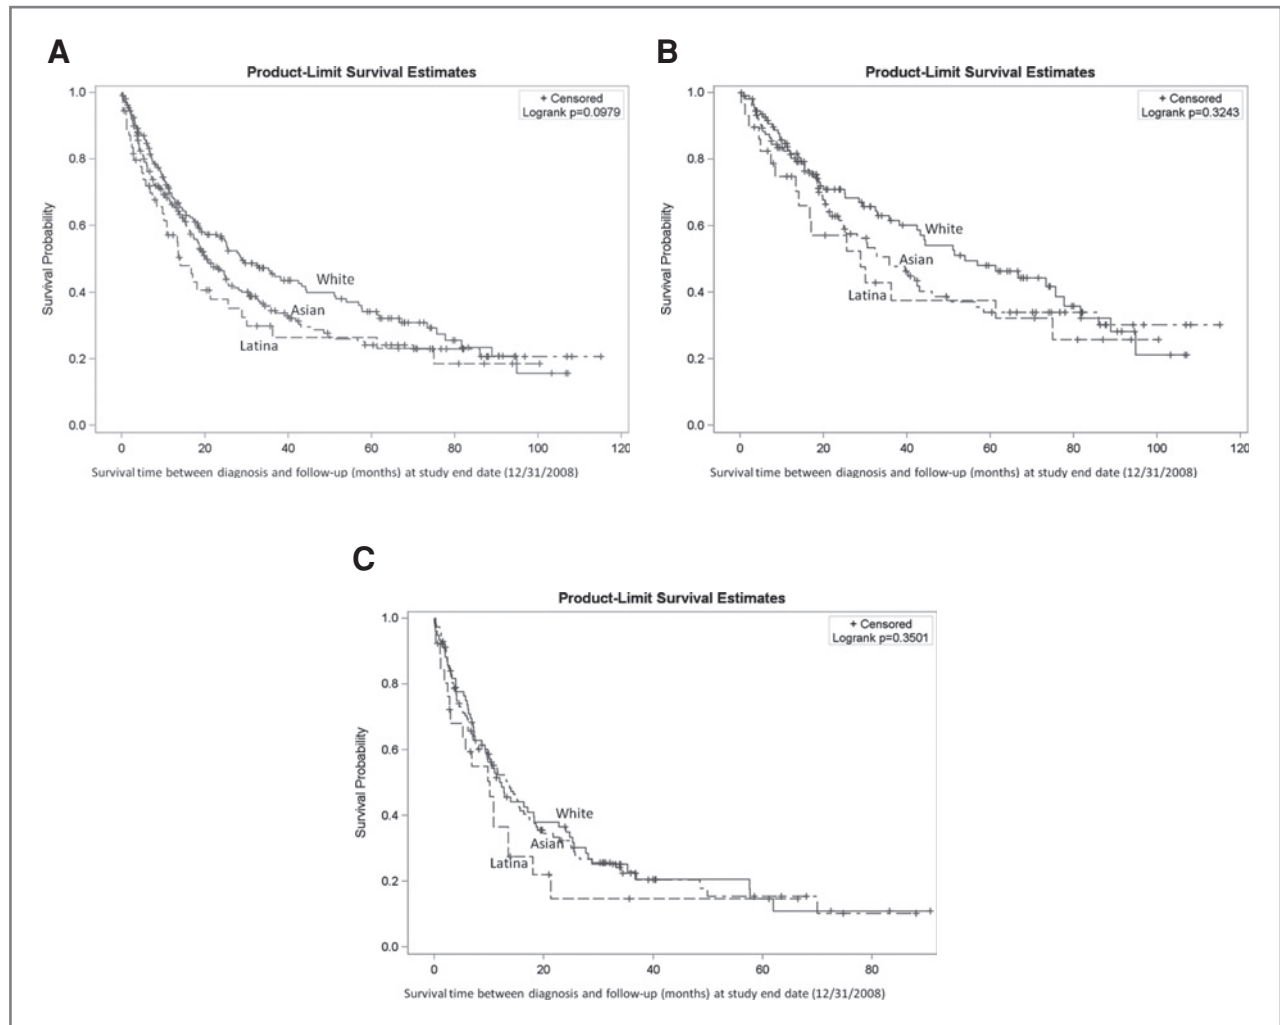 A
Product-Limit Survival Estimates
+ Censored
Logrank p=0.0979
1.0
0.8
0.6
0.4
0.2
0.0
Survival Probability
White
Asian
Latina
0 20 40 60 80 100 120
Survival time between diagnosis and follow-up (months) at study end date (12/31/2008)
B
Product-Limit Survival Estimates
+ Censored
Logrank p=0.3243
1.0
0.8
0.6
0.4
0.2
0.0
Survival Probability
White
Asian
Latina
0 20 40 60 80 100 120
Survival time between diagnosis and follow-up (months) at study end date (12/31/2008)
C
Product-Limit Survival Estimates
+ Censored
Logrank p=0.3501
1.0
0.8
0.6
0.4
0.2
0.0
Survival Probability
White
Asian
Latina
0 20 40 60 80
Survival time between diagnosis and follow-up (months) at study end date (12/31/2008)